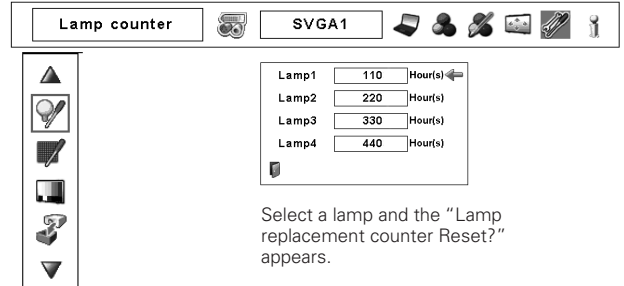 Lamp counter SVGA1
Lamp1 110 Hour(s)
Lamp2 220 Hour(s)
Lamp3 330 Hour(s)
Lamp4 440 Hour(s)
Select a lamp and the “Lamp
replacement counter Reset?”
appears.